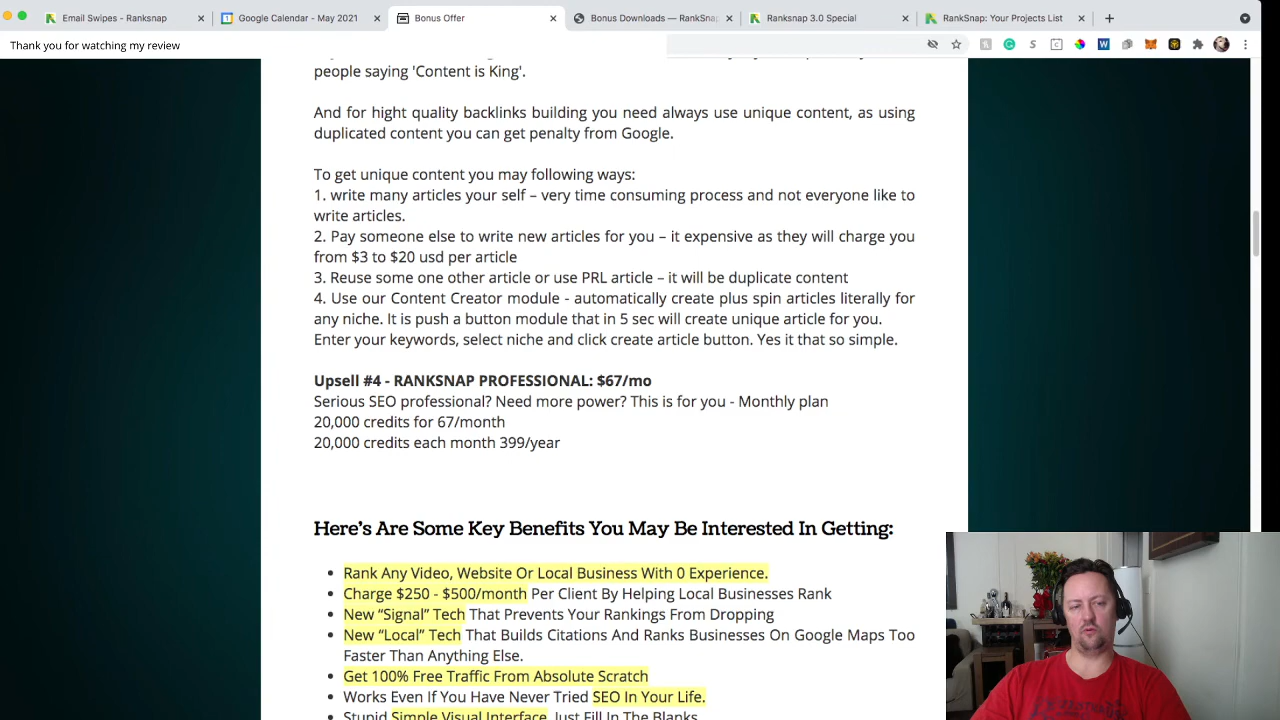 Email Swipes - Ranksnap
Google Calendar - May 2021
Bonus Offer
Bonus Downloads — RankSnap
Ranksnap 3.0 Special
RankSnap: Your Projects List
Thank you for watching my review
people saying 'Content is King'.
And for hight quality backlinks building you need always use unique content, as using
duplicated content you can get penalty from Google.
To get unique content you may following ways:
1. write many articles your self – very time consuming process and not everyone like to
write articles.
2. Pay someone else to write new articles for you – it expensive as they will charge you
from $3 to $20 usd per article
3. Reuse some one other article or use PRL article – it will be duplicate content
4. Use our Content Creator module - automatically create plus spin articles literally for
any niche. It is push a button module that in 5 sec will create unique article for you.
Enter your keywords, select niche and click create article button. Yes it that so simple.
Upsell #4 - RANKSNAP PROFESSIONAL: $67/mo
Serious SEO professional? Need more power? This is for you - Monthly plan
20,000 credits for 67/month
20,000 credits each month 399/year
Here's Are Some Key Benefits You May Be Interested In Getting:
Rank Any Video, Website Or Local Business With 0 Experience.
Charge $250 - $500/month Per Client By Helping Local Businesses Rank
New “Signal” Tech That Prevents Your Rankings From Dropping
New “Local” Tech That Builds Citations And Ranks Businesses On Google Maps Too
Faster Than Anything Else.
Get 100% Free Traffic From Absolute Scratch
Works Even If You Have Never Tried SEO In Your Life.
Stupid Simple Visual Interface. Just Fill In The Blanks